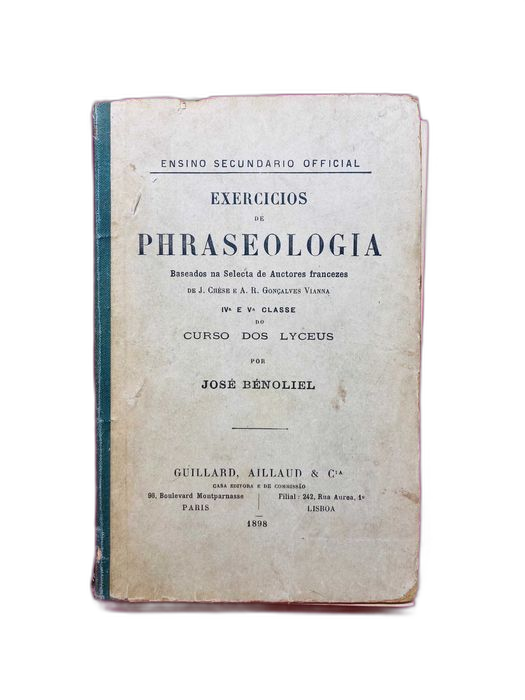 ENSINO SECUNDARIO OFFICIAL
EXERCICIOS
DE
PHRASEOLOGIA
Baseados na Selecta de Auctores francezes
DE J. CHÈSE E A. R. GONÇALVES VIANNA
IVª E Vª CLASSE
DO
CURSO DOS LYCEUS
POR
JOSÉ BÉNOLIEL
GUILLARD, AILLAUD & Cia
CASA EDITORA E DE COMMISSÃO
96, Boulevard Montparnasse
PARIS
Filial : 242, Rua Aurea, 1º
LISBOA
1898